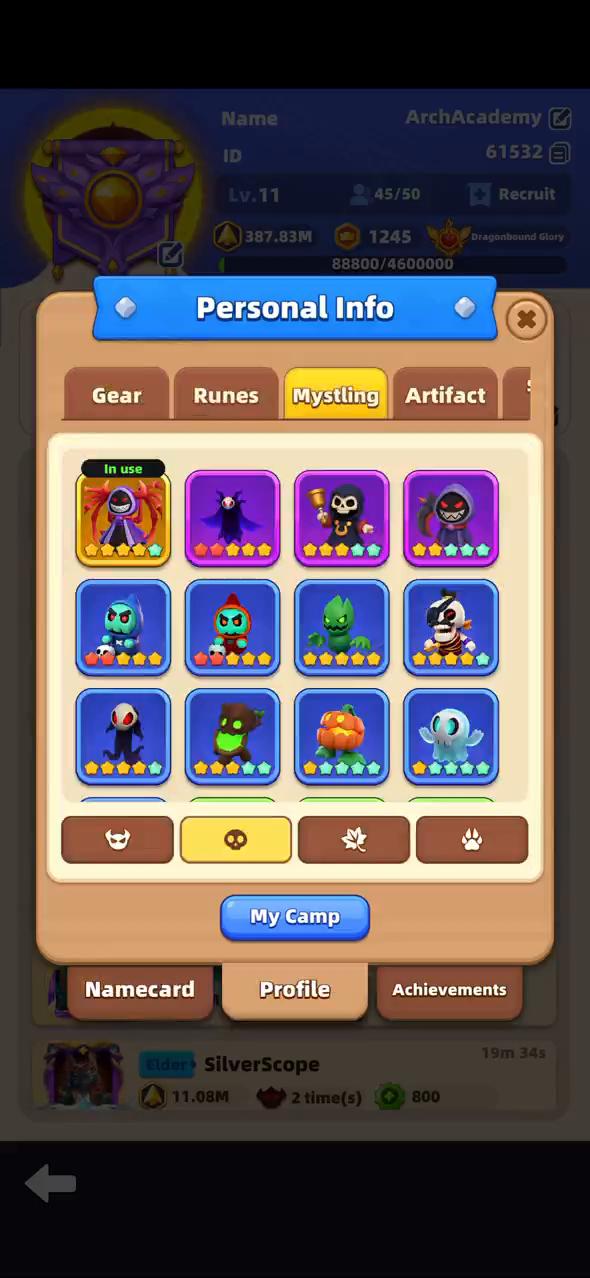 Name
ArchAcademy
ID
61532
Lv.11
45/50
Recruit
387.83M
1245
Dragonbound Glory
88800/4600000
Personal Info
Gear
Runes
Mystling
Artifact
In use
My Camp
Namecard
Profile
Achievements
Elder
SilverScope
19m 34s
11.08M
2 time(s)
800